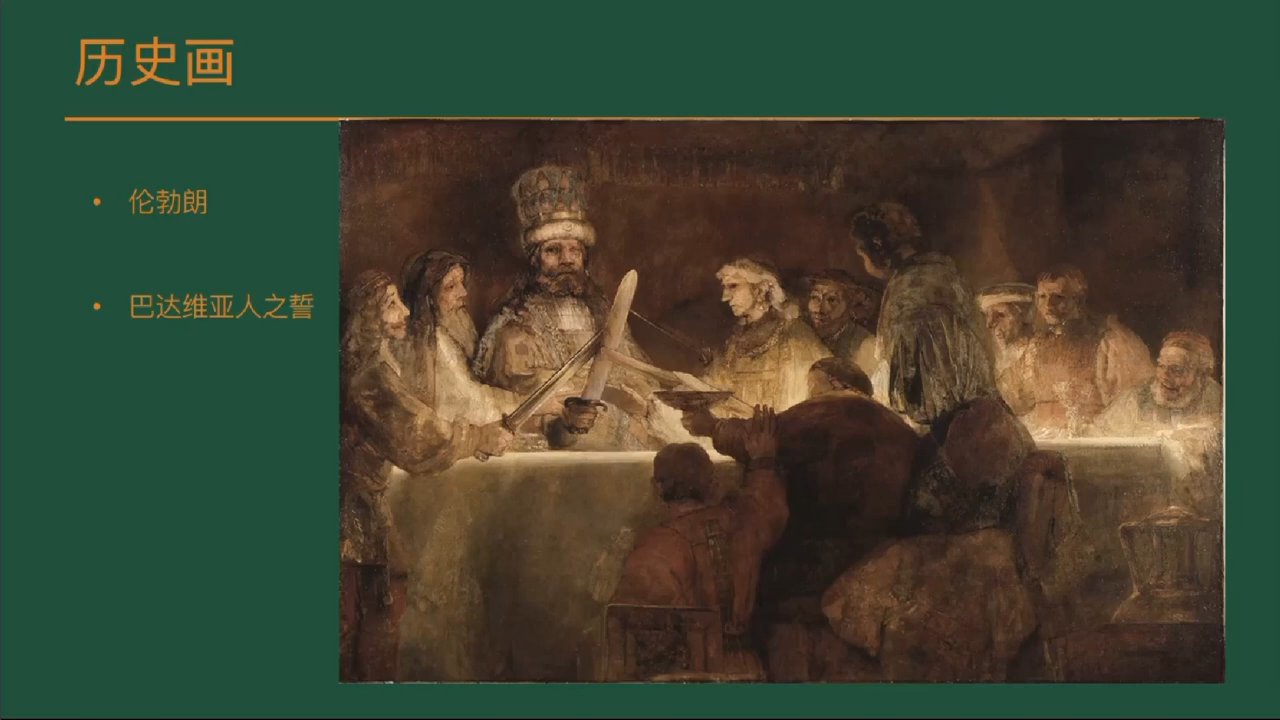 历史画
• 伦勃朗
• 巴达维亚人之誓